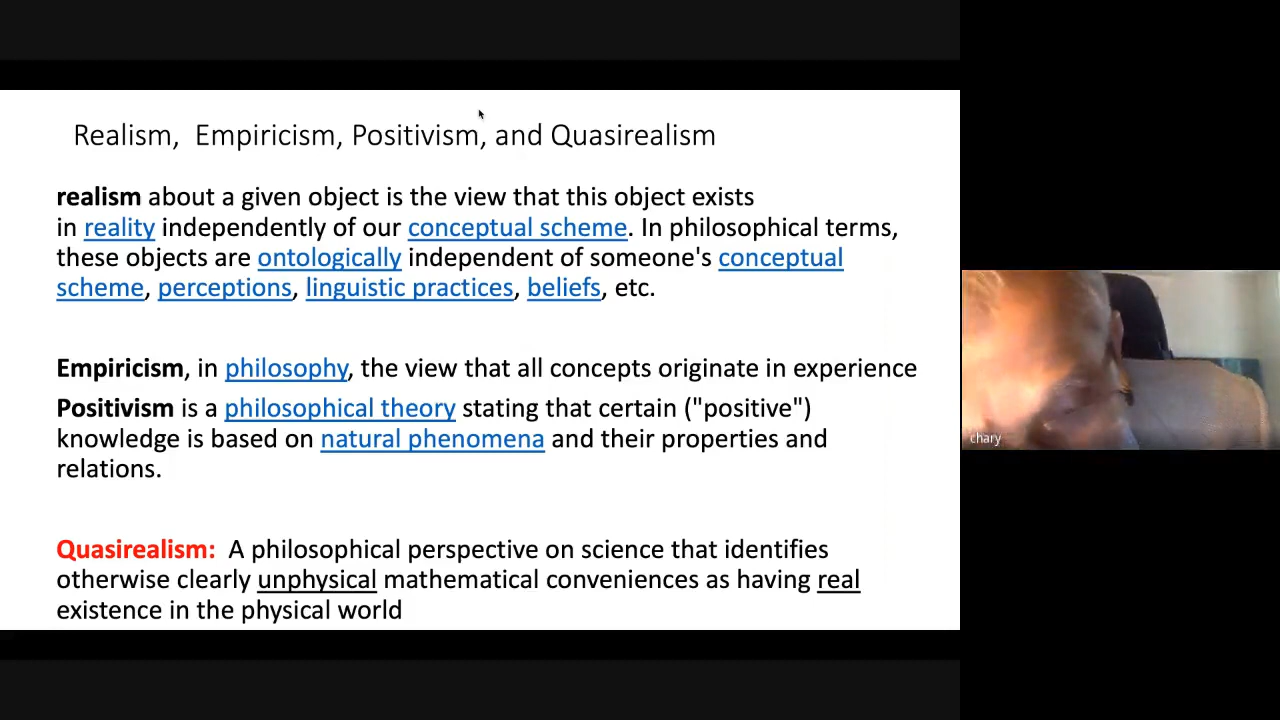 Realism,  Empiricism, Positivism, and Quasirealism
realism about a given object is the view that this object exists
in reality independently of our conceptual scheme. In philosophical terms,
these objects are ontologically independent of someone's conceptual
scheme, perceptions, linguistic practices, beliefs, etc.
Empiricism, in philosophy, the view that all concepts originate in experience
Positivism is a philosophical theory stating that certain ("positive")
knowledge is based on natural phenomena and their properties and
relations.
Quasirealism:  A philosophical perspective on science that identifies
otherwise clearly unphysical mathematical conveniences as having real
existence in the physical world
chary